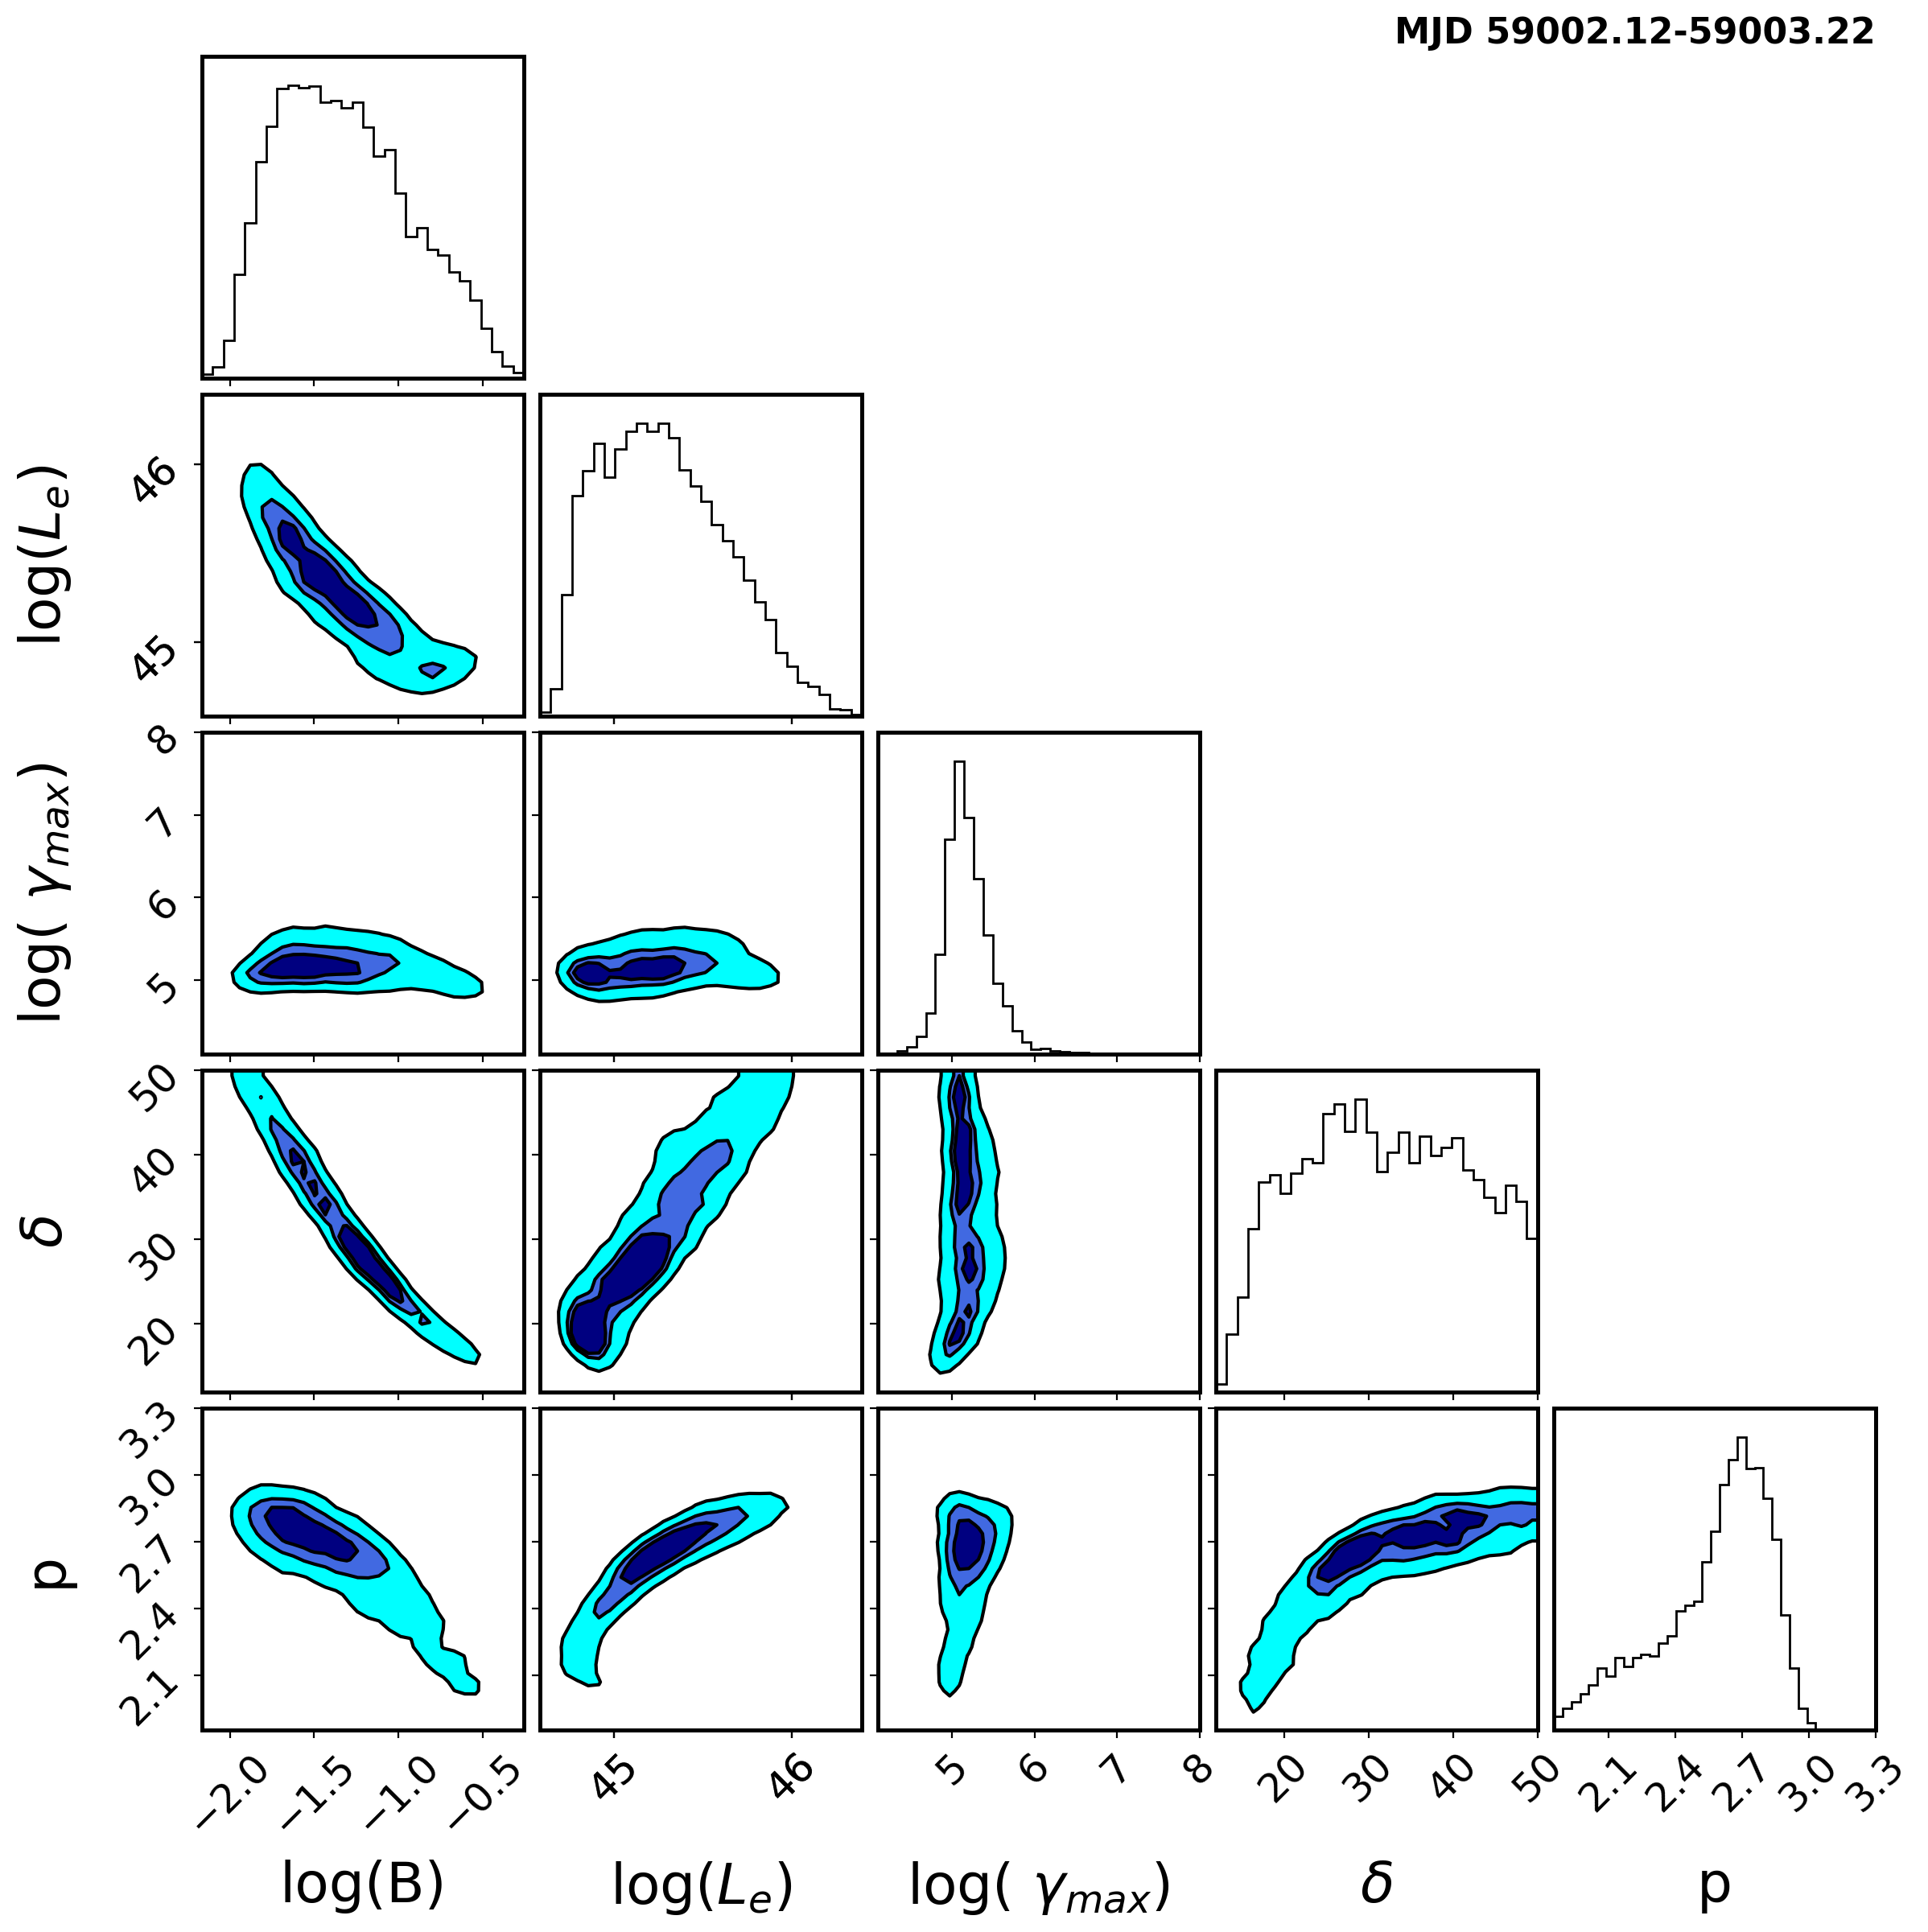 MJD 59002.12-59003.22
log(L_e)
46
45
log( γ_max)
8
7
6
5
δ
50
40
30
20
p
3.3
3.0
2.7
2.4
2.1
−2.0 −1.5 −1.0 −0.5 45 46 5 6 7 8 20 30 40 50 2.1 2.4 2.7 3.0 3.3
log(B) log(L_e) log( γ_max) δ p